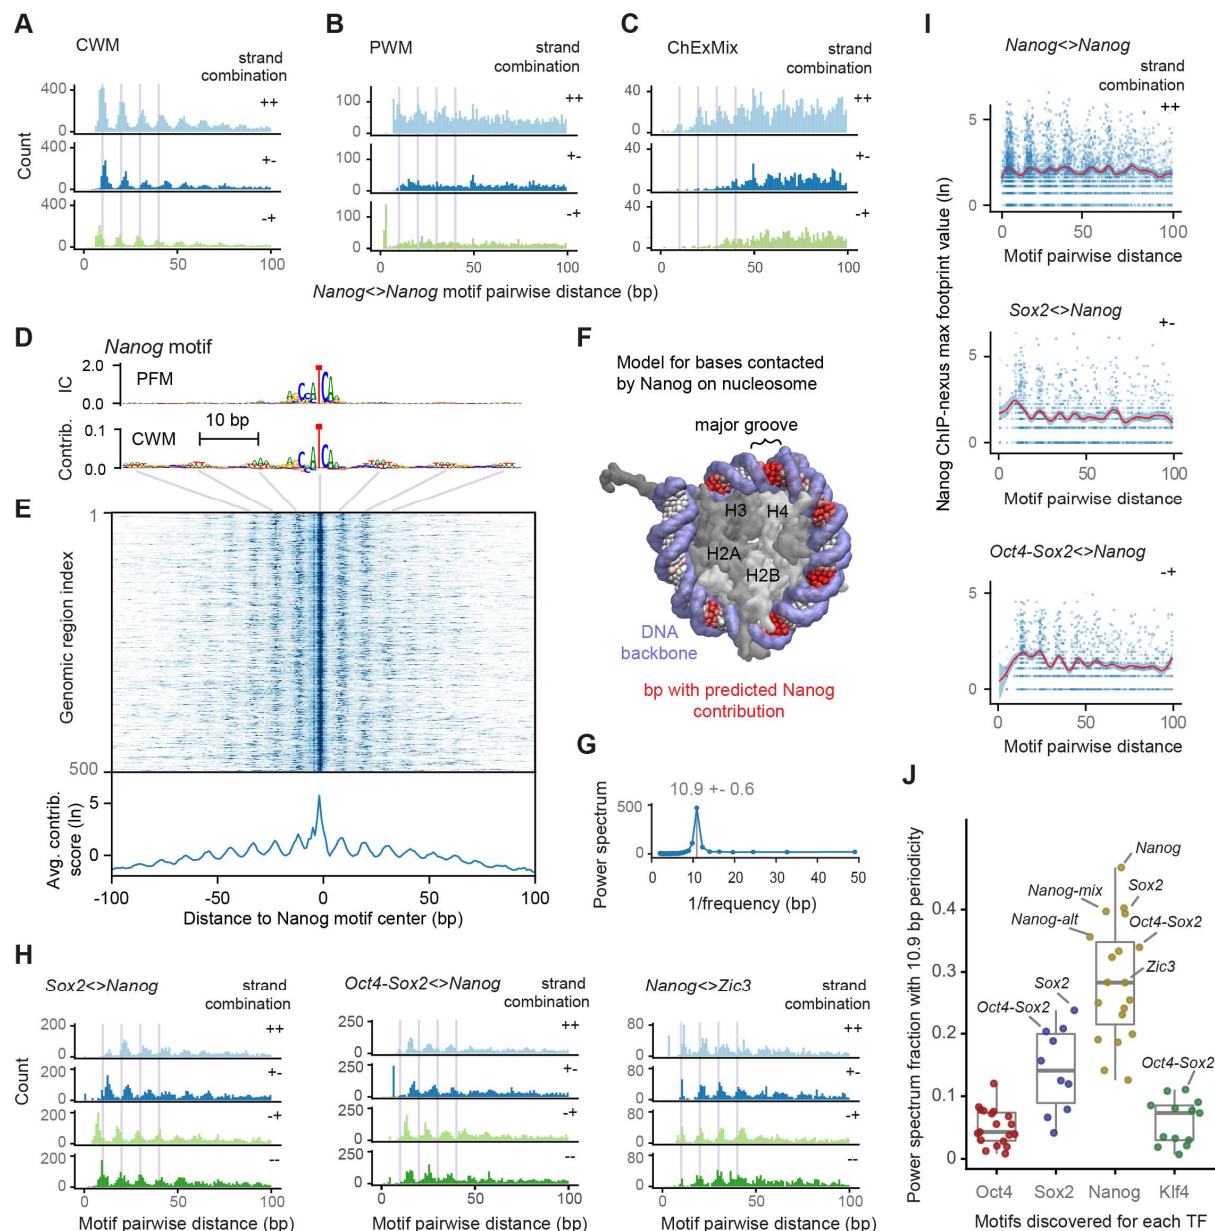 A
CWM
strand
combination
400
0
++
400
0
+-
400
0
-+
Count
0
50
100
B
PWM
strand
combination
100
0
++
100
0
+-
100
0
-+
0
50
100
C
ChExMix
strand
combination
40
0
++
40
0
+-
40
0
-+
0
50
100
Nanog<>Nanog motif pairwise distance (bp)
D
Nanog motif
2.0
0.0
IC
PFM
0.1
0.0
Contrib.
CWM
10 bp
E
1
500
Genomic region index
5
0
Avg. contrib.
score (ln)
-100
-50
0
50
100
Distance to Nanog motif center (bp)
F
Model for bases contacted
by Nanog on nucleosome
major groove
H3
H4
H2A
H2B
DNA
backbone
bp with predicted Nanog
contribution
G
10.9 +- 0.6
500
0
Power spectrum
0
10
20
30
40
50
1/frequency (bp)
H
Sox2<>Nanog
strand
combination
200
0
++
200
0
+-
200
0
-+
200
0
--
Count
0
50
100
Motif pairwise distance (bp)
Oct4-Sox2<>Nanog
strand
combination
250
0
++
250
0
+-
250
0
-+
250
0
--
0
50
100
Motif pairwise distance (bp)
Nanog<>Zic3
strand
combination
80
0
++
80
0
+-
80
0
-+
80
0
--
0
50
100
Motif pairwise distance (bp)
I
Nanog<>Nanog
strand
combination
++
5
0
0
50
100
Motif pairwise distance
Sox2<>Nanog
+-
5
0
0
50
100
Motif pairwise distance
Oct4-Sox2<>Nanog
-+
5
0
0
50
100
Motif pairwise distance
Nanog ChIP-nexus max footprint value (ln)
J
Power spectrum fraction with 10.9 bp periodicity
0.4
0.3
0.2
0.1
0
Nanog
Nanog-mix
Sox2
Nanog-alt
Oct4-Sox2
Zic3
Sox2
Oct4-Sox2
Oct4-Sox2
Oct4
Sox2
Nanog
Klf4
Motifs discovered for each TF